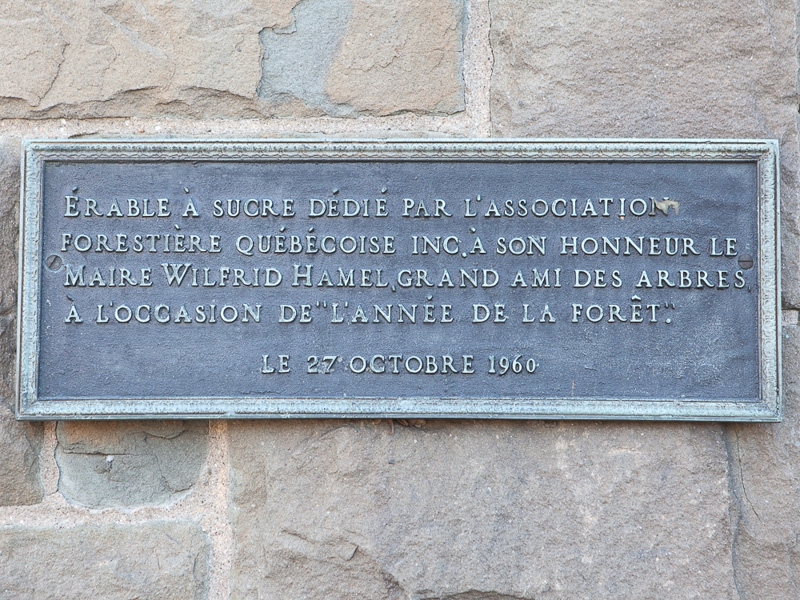 ÉRABLE À SUCRE DÉDIÉ PAR L'ASSOCIATION
FORESTIÈRE QUÉBÉCOISE INC. À SON HONNEUR LE
MAIRE WILFRID HAMEL, GRAND AMI DES ARBRES,
À L'OCCASION DE "L'ANNÉE DE LA FORÊT".
LE 27 OCTOBRE 1960